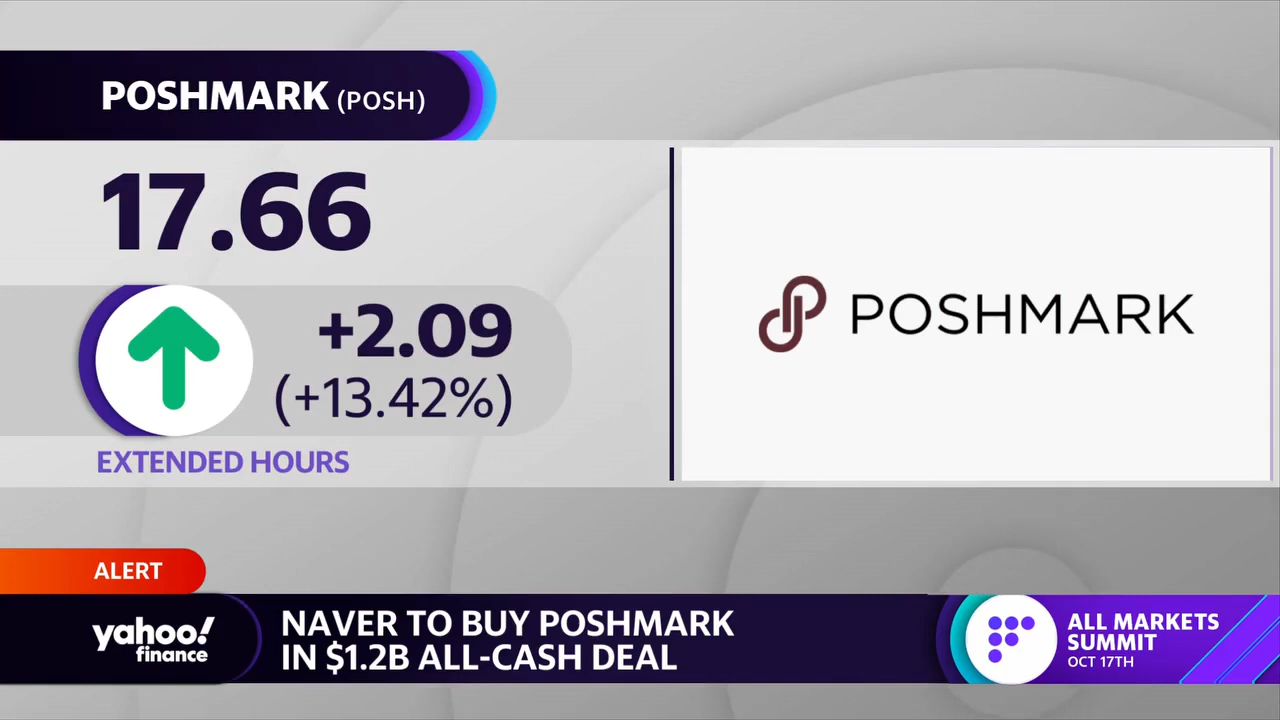 POSHMARK (POSH)
17.66
+2.09
(+13.42%)
EXTENDED HOURS
POSHMARK
ALERT
yahoo!
finance
NAVER TO BUY POSHMARK
IN $1.2B ALL-CASH DEAL
ALL MARKETS
SUMMIT
OCT 17TH